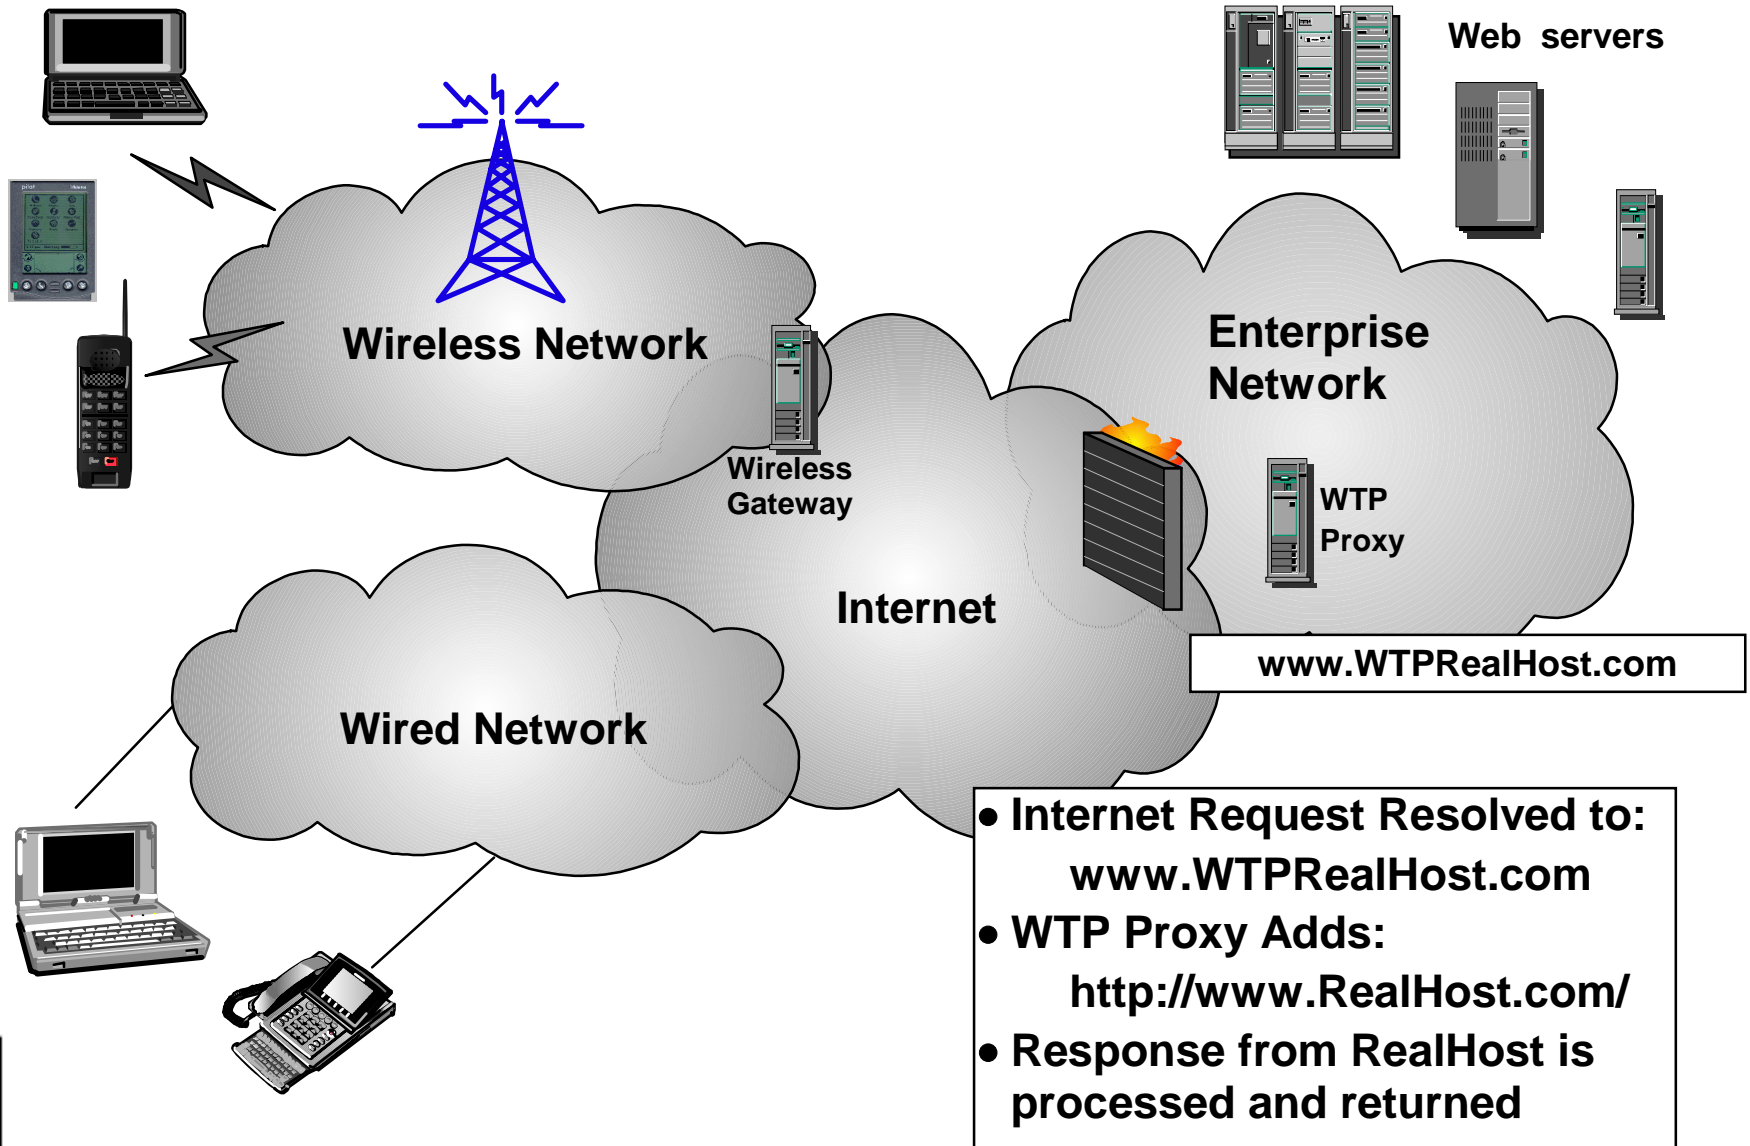 Web servers
Wireless Network
Enterprise
Network
Wireless
Gateway
WTP
Proxy
Internet
www.WTPRealHost.com
Wired Network
• Internet Request Resolved to:
www.WTPRealHost.com
• WTP Proxy Adds:
http://www.RealHost.com/
• Response from RealHost is
processed and returned